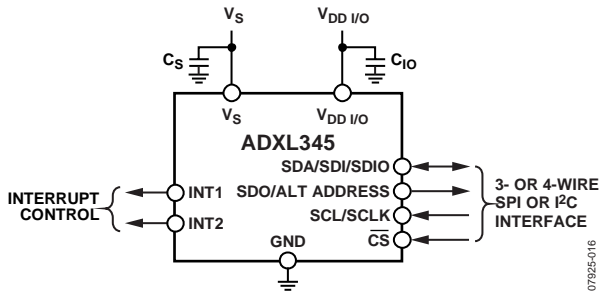 VS VDD I/O
CS CIO
VS VDD I/O
ADXL345
SDA/SDI/SDIO
INTERRUPT CONTROL
INT1
SDO/ALT ADDRESS
3- OR 4-WIRE
SPI OR I2C
INTERFACE
INT2
SCL/SCLK
GND
CS
07925-016